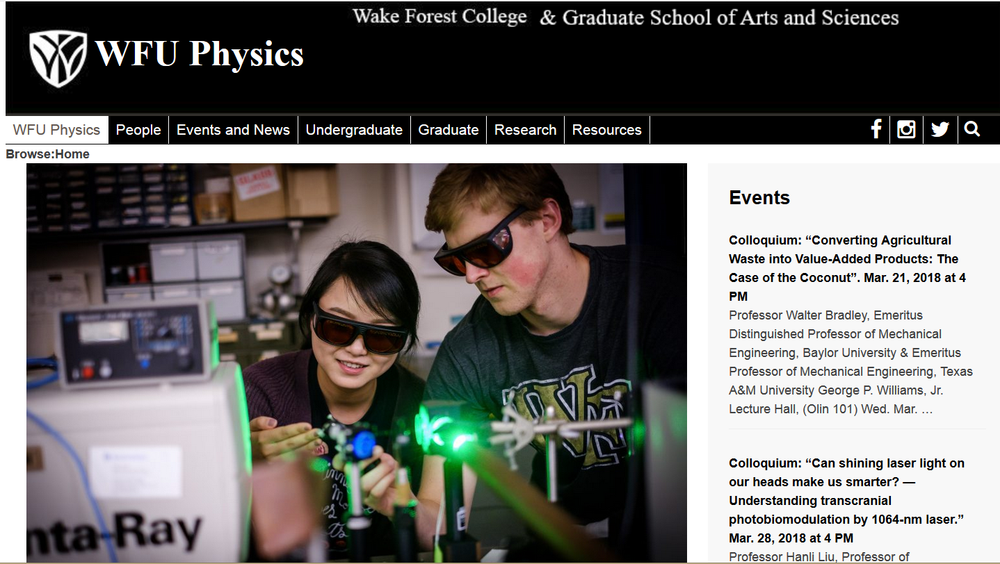 Wake Forest College & Graduate School of Arts and Sciences
WFU Physics
WFU Physics People Events and News Undergraduate Graduate Research Resources
Browse:Home
Events
Colloquium: “Converting Agricultural
Waste into Value-Added Products: The
Case of the Coconut”. Mar. 21, 2018 at 4
PM
Professor Walter Bradley, Emeritus
Distinguished Professor of Mechanical
Engineering, Baylor University & Emeritus
Professor of Mechanical Engineering, Texas
A&M University George P. Williams, Jr.
Lecture Hall, (Olin 101) Wed. Mar. …
Colloquium: “Can shining laser light on
our heads make us smarter? —
Understanding transcranial
photobiomodulation by 1064-nm laser.”
Mar. 28, 2018 at 4 PM
Professor Hanli Liu, Professor of
WF
nta-Ray